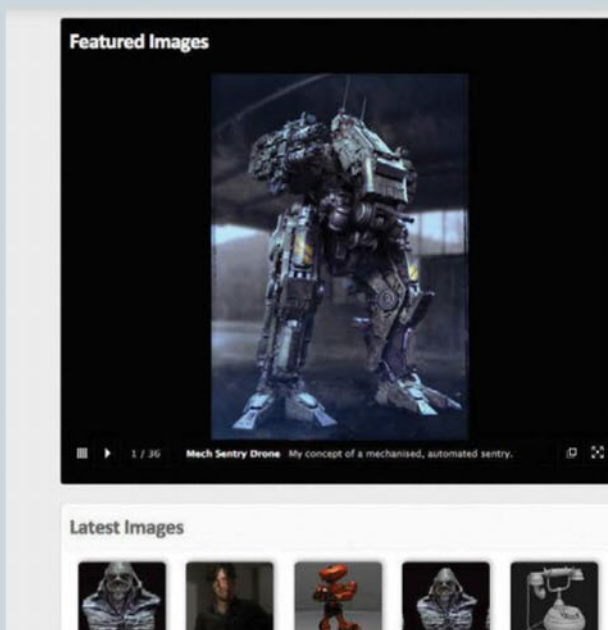 Featured Images
1 / 36 Mech Sentry Drone My concept of a mechanised, automated sentry.
Latest Images